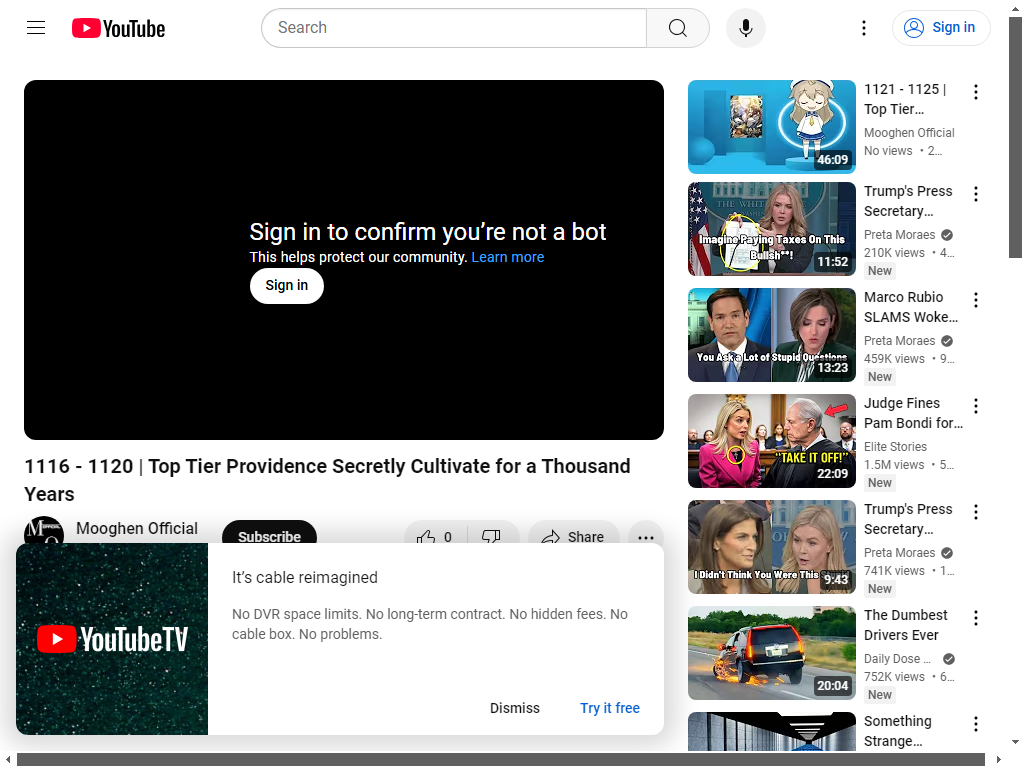 YouTube
Search
Sign in
Sign in to confirm you’re not a bot
This helps protect our community. Learn more
Sign in
1116 - 1120 | Top Tier Providence Secretly Cultivate for a Thousand
Years
Mooghen Official
Subscribe
0
Share
YouTubeTV
It’s cable reimagined
No DVR space limits. No long-term contract. No hidden fees. No
cable box. No problems.
Dismiss
Try it free
46:09
1121 - 1125 |
Top Tier…
Mooghen Official
No views • 2…
THE WHITE
Imagine Paying Taxes On This
Bullsh**!
11:52
Trump's Press
Secretary…
Preta Moraes
210K views • 4…
New
You Ask a Lot of Stupid Questions
13:23
Marco Rubio
SLAMS Woke…
Preta Moraes
459K views • 9…
New
“TAKE IT OFF!”
22:09
Judge Fines
Pam Bondi for…
Elite Stories
1.5M views • 5…
New
I Didn't Think You Were This Stupid
9:43
Trump's Press
Secretary…
Preta Moraes
741K views • 1…
New
20:04
The Dumbest
Drivers Ever
Daily Dose …
752K views • 6…
New
Something
Strange…